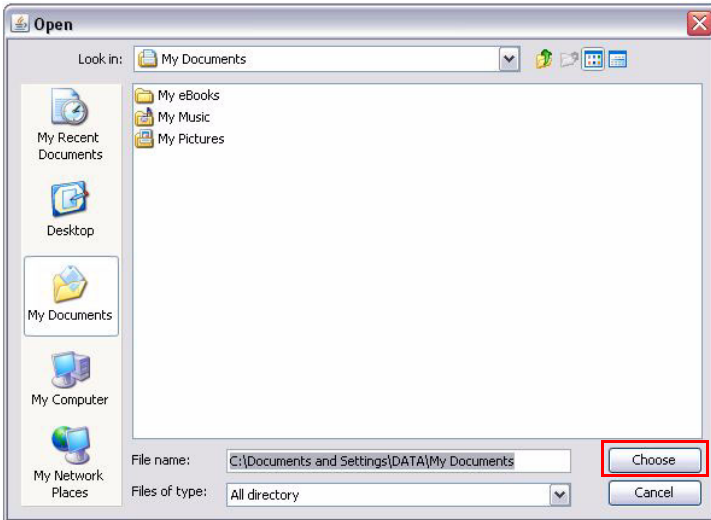 Open
Look in:
My Documents
My eBooks
My Music
My Pictures
My Recent
Documents
Desktop
My Documents
My Computer
My Network
Places
File name:
C:\Documents and Settings\DATA\My Documents
Choose
Files of type:
All directory
Cancel